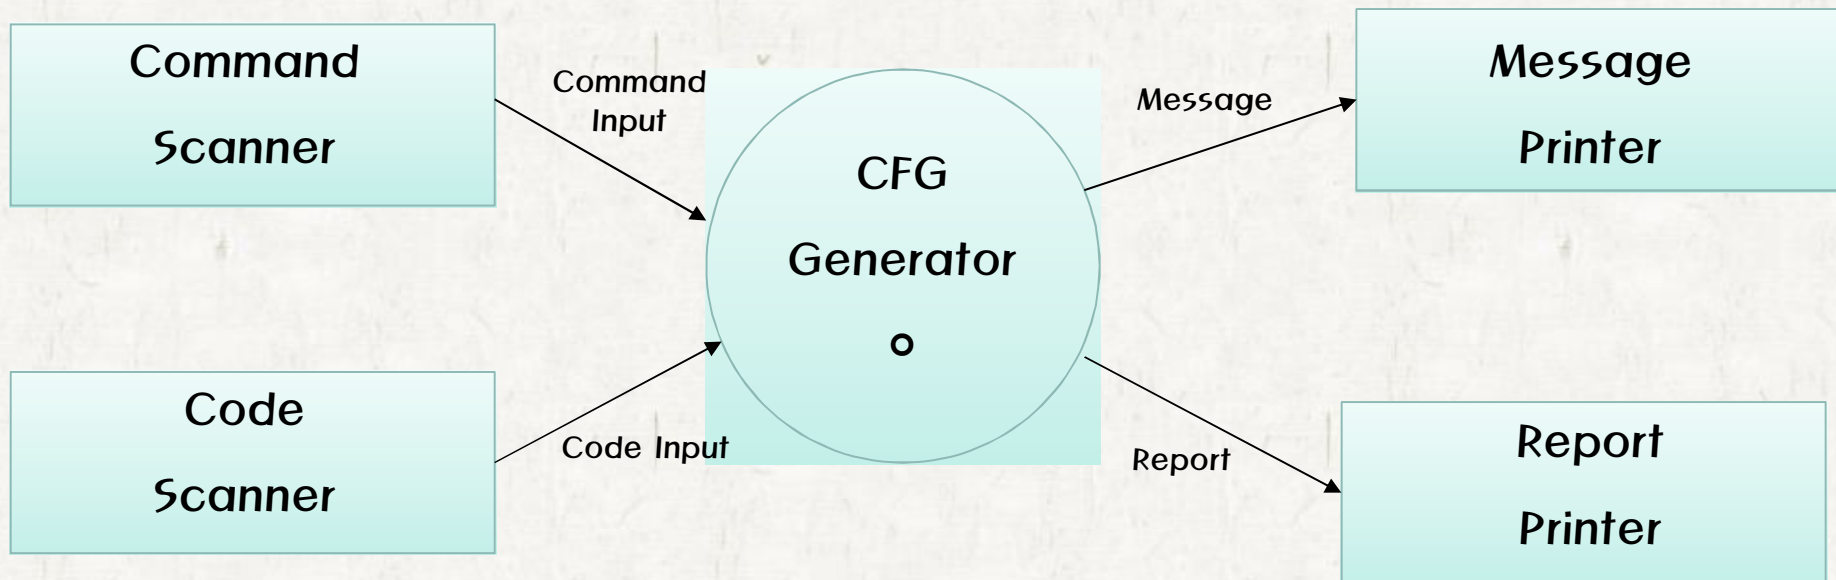 Command
Scanner
Command
Input
CFG
Generator
0
Message
Message
Printer
Code
Scanner
Code Input
Report
Report
Printer